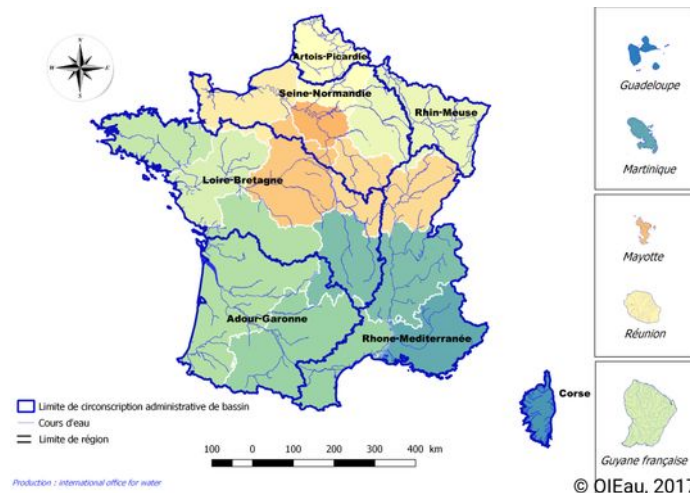 N
W
E
S
Artois-Picardie
Seine-Normandie
Rhin-Meuse
Loire-Bretagne
Adour-Garonne
Rhone-Mediterranée
Corse
Guadeloupe
Martinique
Mayotte
Réunion
Guyane française
Limite de circonscription administrative de bassin
Cours d'eau
Limite de région
100 0 100 200 300 400 km
Production : international office for water
© OIEau, 2017